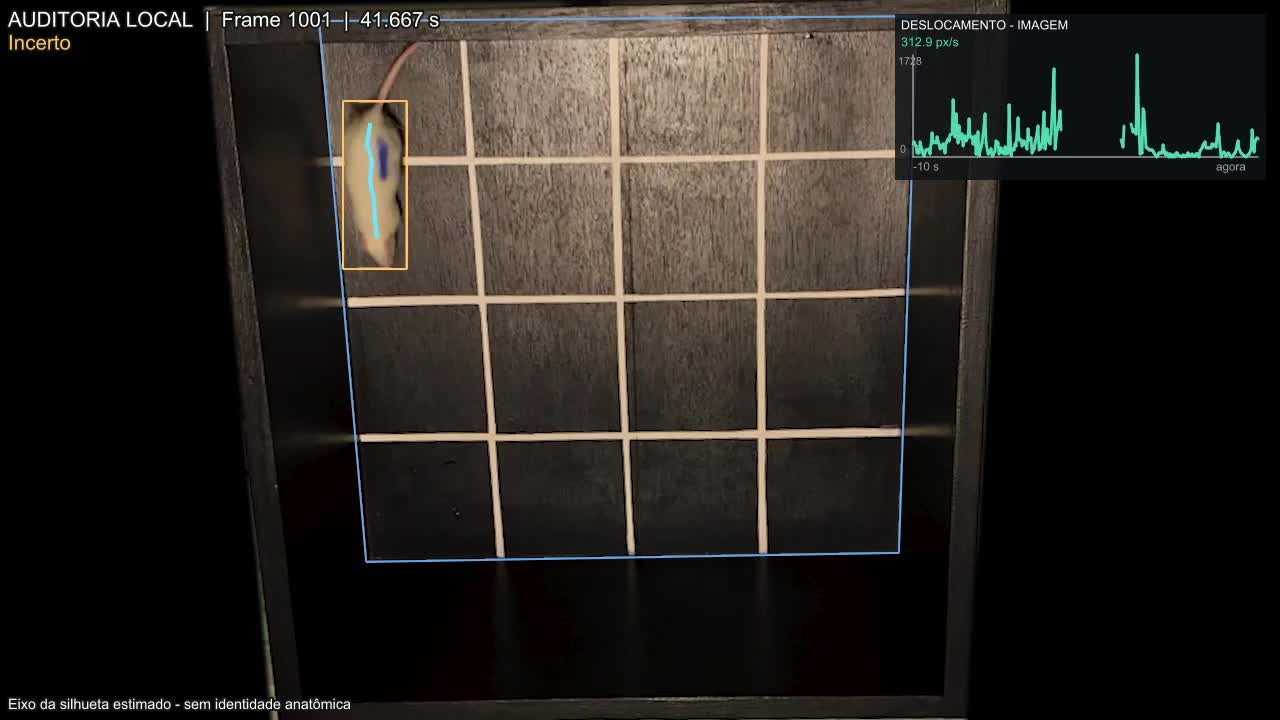 AUDITORIA LOCAL | Frame 1001 | 41.667 s
Incerto
DESLOCAMENTO - IMAGEM
312.9 px/s
1728
0
-10 s
agora
Eixo da silhueta estimado - sem identidade anatômica